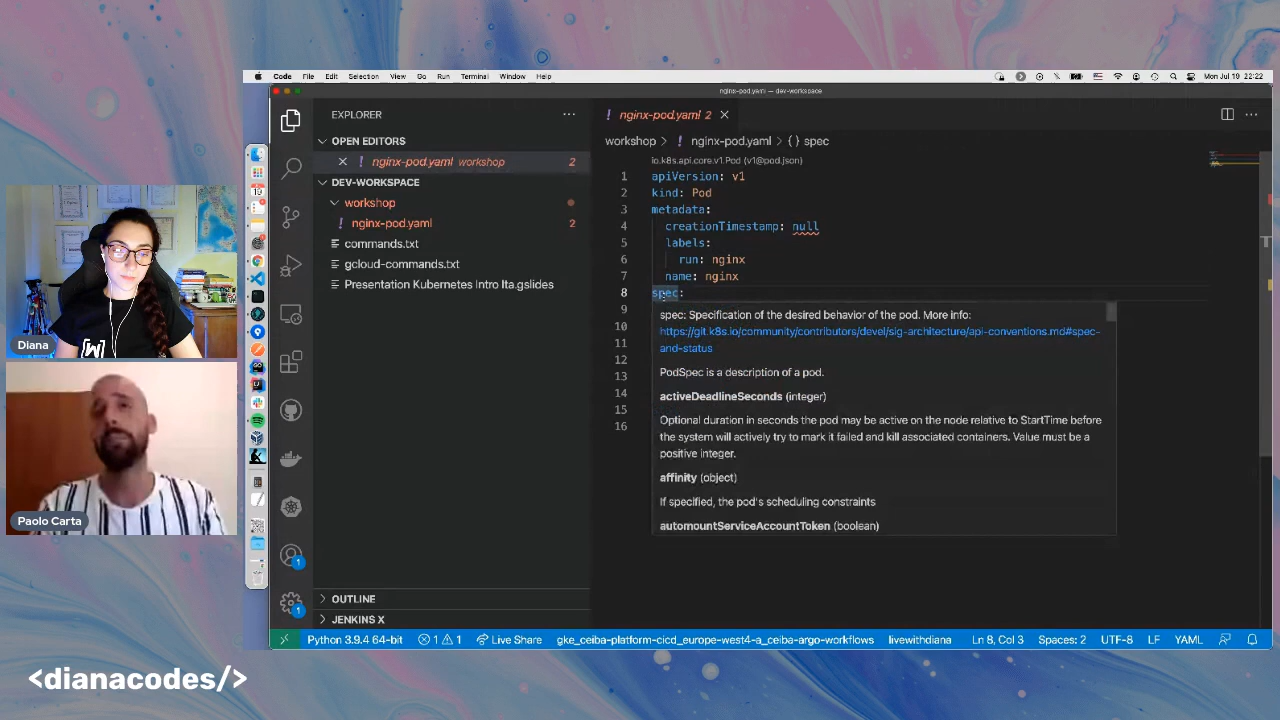 Code File Edit Selection View Go Run Terminal Window Help
Mon Jul 19 22:22
nginx-pod.yaml — dev-workspace
EXPLORER
OPEN EDITORS
nginx-pod.yaml workshop 2
DEV-WORKSPACE
workshop
nginx-pod.yaml 2
commands.txt
gcloud-commands.txt
Presentation Kubernetes Intro Ita.gslides
OUTLINE
JENKINS X
nginx-pod.yaml 2
workshop > nginx-pod.yaml > { } spec
io.k8s.api.core.v1.Pod (v1@pod.json)
1 apiVersion: v1
2 kind: Pod
3 metadata:
4 creationTimestamp: null
5 labels:
6 run: nginx
7 name: nginx
8 spec:
9
10
11
12
13
14
15
16
spec: Specification of the desired behavior of the pod. More info:
https://git.k8s.io/community/contributors/devel/sig-architecture/api-conventions.md#spec-
and-status
PodSpec is a description of a pod.
activeDeadlineSeconds (integer)
Optional duration in seconds the pod may be active on the node relative to StartTime before
the system will actively try to mark it failed and kill associated containers. Value must be a
positive integer.
affinity (object)
If specified, the pod's scheduling constraints
automountServiceAccountToken (boolean)
1
1
Python 3.9.4 64-bit 1 1 Live Share gke_ceiba-platform-cicd_europe-west4-a_ceiba-argo-workflows livewithdiana Ln 8, Col 3 Spaces: 2 UTF-8 LF YAML
Diana
Paolo Carta
<dianacodes/>